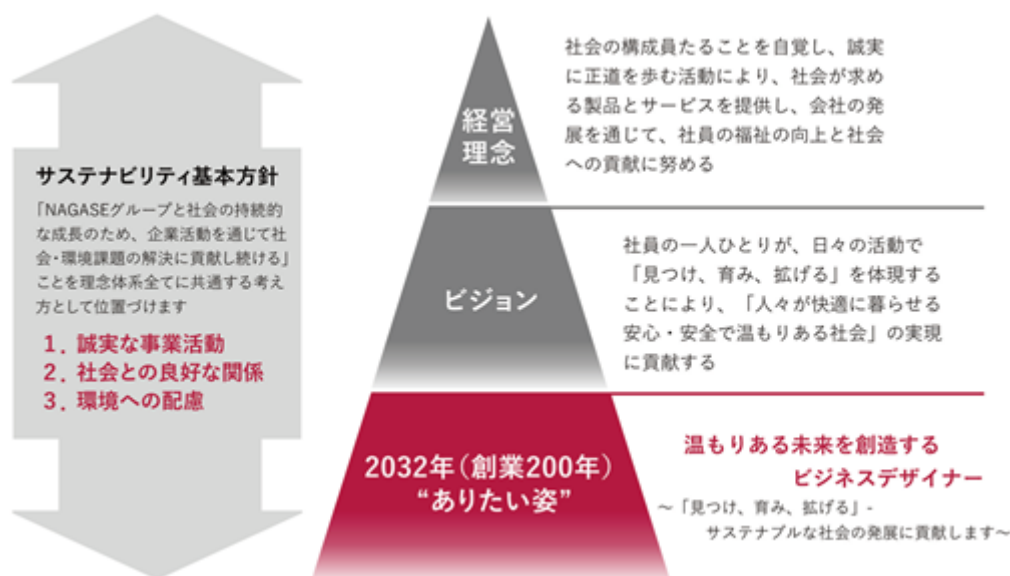 サステナビリティ基本方針
「NAGASEグループと社会の持続的
な成長のため、企業活動を通じて社
会・環境課題の解決に貢献し続ける」
ことを理念体系全てに共通する考え
方として位置づけます
1. 誠実な事業活動
2. 社会との良好な関係
3. 環境への配慮
経営
理念
社会の構成員たることを自覚し、誠実
に正道を歩む活動により、社会が求め
る製品とサービスを提供し、会社の発
展を通じて、社員の福祉の向上と社会
への貢献に努める
ビジョン
社員の一人ひとりが、日々の活動で
「見つけ、育み、拡げる」を体現する
ことにより、「人々が快適に暮らせる
安心・安全で温もりある社会」の実現
に貢献する
2032年（創業200年）
“ありたい姿”
温もりある未来を創造する
ビジネスデザイナー
～「見つけ、育み、拡げる」-
サステナブルな社会の発展に貢献します～